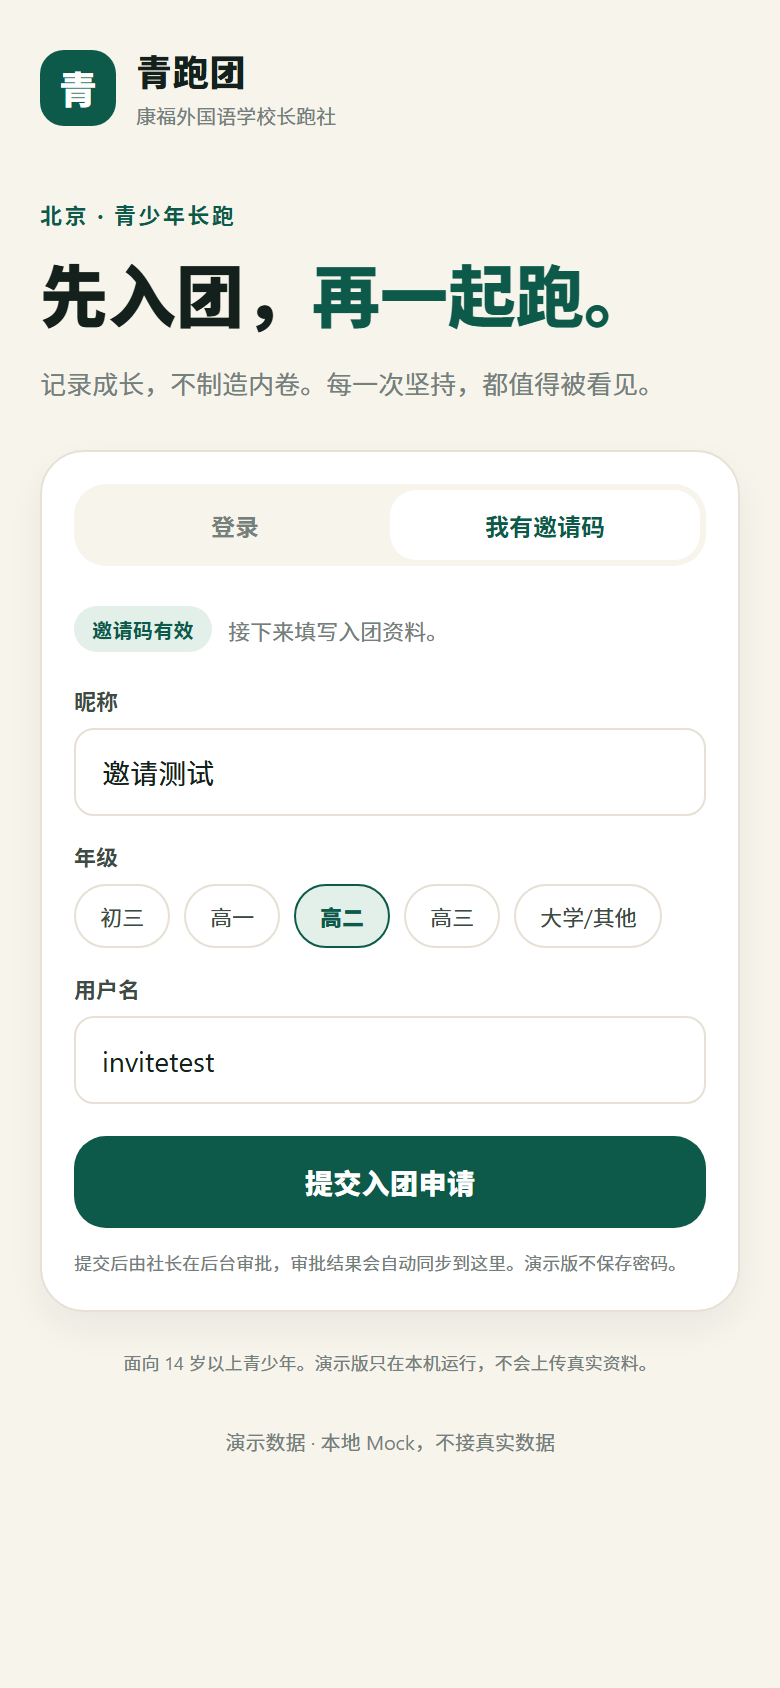 青
青跑团
康福外国语学校长跑社
北京 · 青少年长跑
先入团，再一起跑。
记录成长，不制造内卷。每一次坚持，都值得被看见。
登录
我有邀请码
邀请码有效
接下来填写入团资料。
昵称
邀请测试
年级
初三
高一
高二
高三
大学/其他
用户名
invitetest
提交入团申请
提交后由社长在后台审批，审批结果会自动同步到这里。演示版不保存密码。
面向 14 岁以上青少年。演示版只在本机运行，不会上传真实资料。
演示数据 · 本地 Mock，不接真实数据